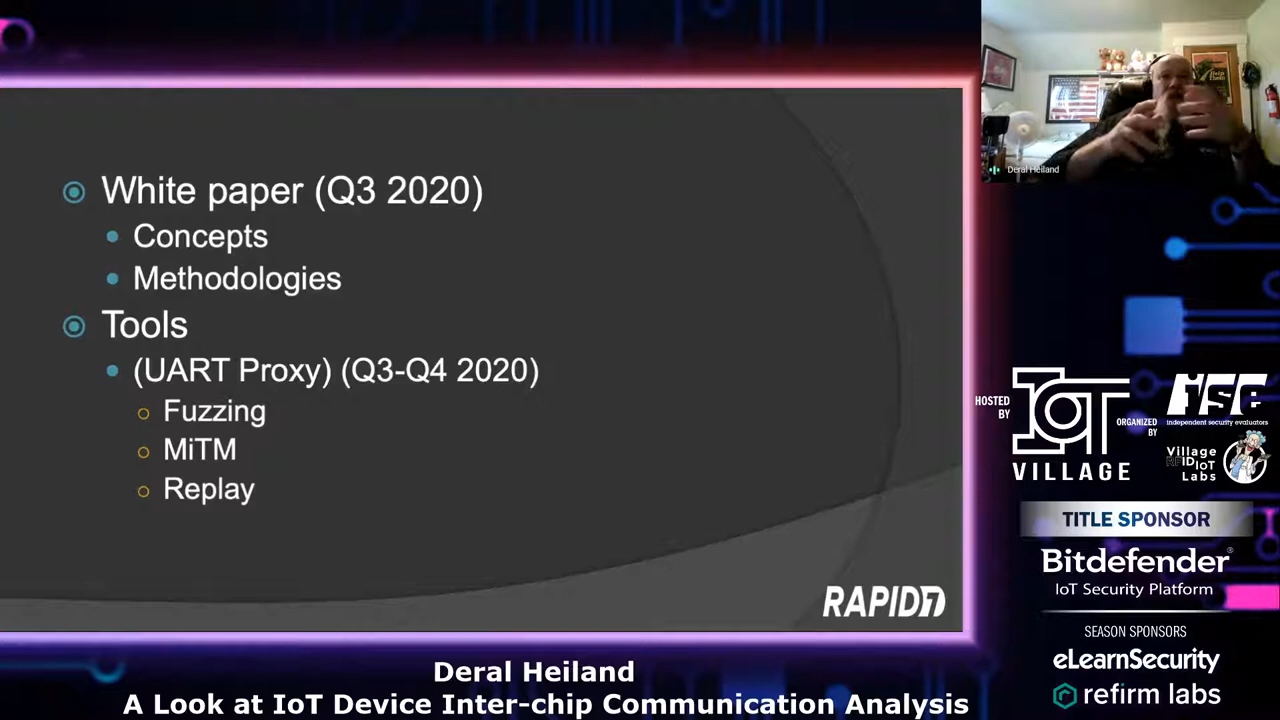 White paper (Q3 2020)
Concepts
Methodologies
Tools
(UART Proxy) (Q3-Q4 2020)
Fuzzing
MiTM
Replay
RAPID7
Deral Heiland
HOSTED BY
IOT
VILLAGE
ORGANIZED BY
ISE
independent security evaluators
Village
RFID IoT
Labs
TITLE SPONSOR
Bitdefender®
IoT Security Platform
SEASON SPONSORS
eLearnSecurity
refirm labs
Deral Heiland
A Look at IoT Device Inter-chip Communication Analysis